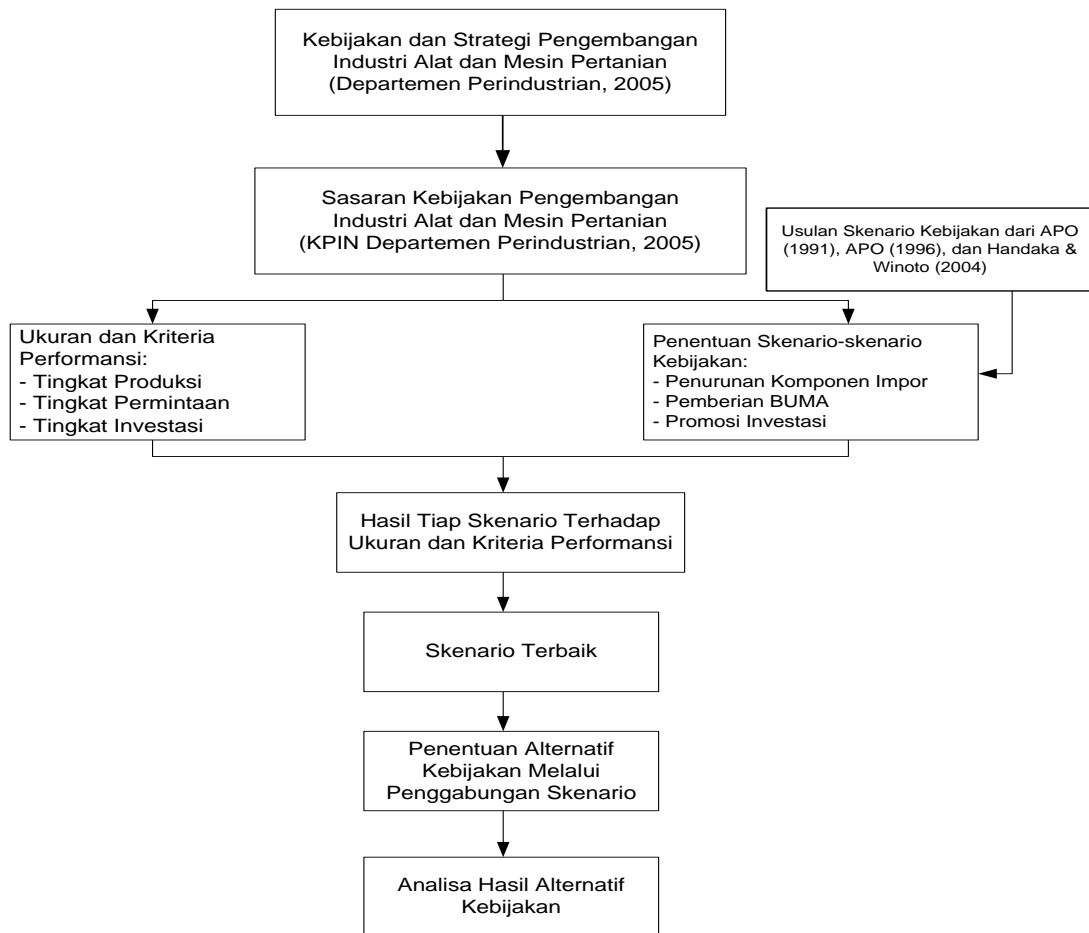 Kebijakan dan Strategi Pengembangan
Industri Alat dan Mesin Pertanian
(Departemen Perindustrian, 2005)
Sasaran Kebijakan Pengembangan
Industri Alat dan Mesin Pertanian
(KPIN Departemen Perindustrian, 2005)
Usulan Skenario Kebijakan dari APO
(1991), APO (1996), dan Handaka &
Winoto (2004)
Ukuran dan Kriteria
Performansi:
- Tingkat Produksi
- Tingkat Permintaan
- Tingkat Investasi
Penentuan Skenario-skenario
Kebijakan:
- Penurunan Komponen Impor
- Pemberian BUMA
- Promosi Investasi
Hasil Tiap Skenario Terhadap
Ukuran dan Kriteria Performansi
Skenario Terbaik
Penentuan Alternatif
Kebijakan Melalui
Penggabungan Skenario
Analisa Hasil Alternatif
Kebijakan